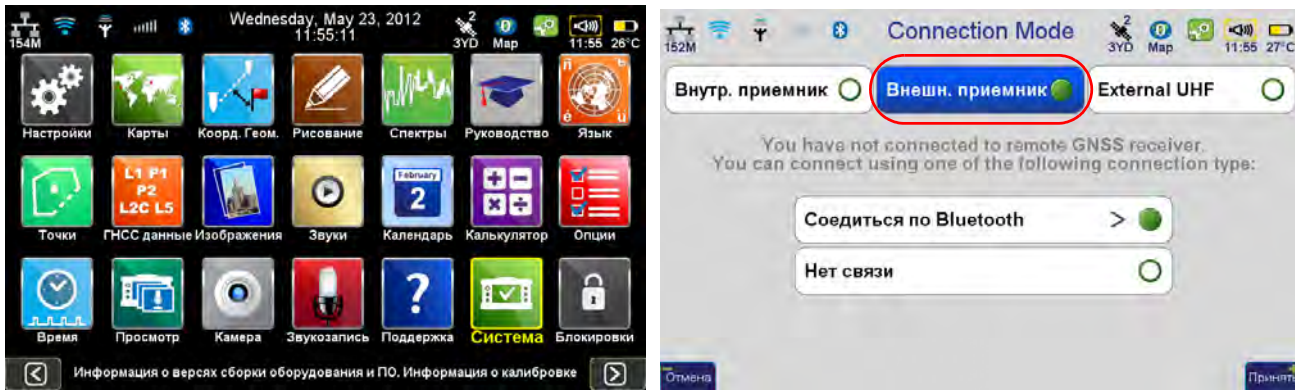 Wednesday, May 23, 2012
11:55:11
154M
2
3YD
0
Map
11:55 26°C
ñ ь
é ü
Настройки Карты Коорд. Геом. Рисование Спектры Руководство Язык
L1 P1
P2
L2C L5
February
2
Точки ГНСС данные Изображения Звуки Календарь Калькулятор Опции
?
Время Просмотр Камера Звукозапись Поддержка Система Блокировки
< Информация о версях сборки оборудования и ПО. Информация о калибровке >
Connection Mode
152M
2
3YD
0
Map
11:55 27°C
Внутр. приемник Внешн. приемник External UHF
You have not connected to remote GNSS receiver.
You can connect using one of the following connection type:
Соедиться по Bluetooth >
Нет связи
Отмена Принять